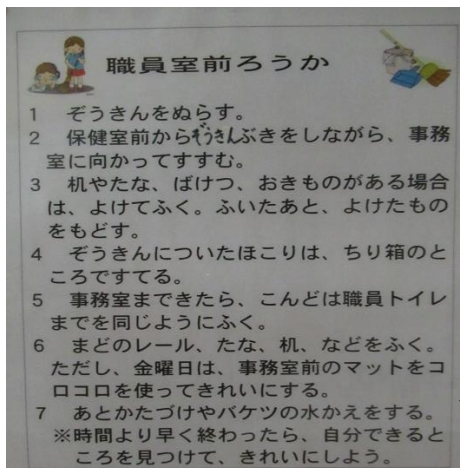 職員室前ろうか
1 ぞうきんをぬらす。
2 保健室前からぞうきんぶきをしながら、事務
室に向かってすすむ。
3 机やたな、ばけつ、おきものがある場合
は、よけてふく。ふいたあと、よけたもの
をもどす。
4 ぞうきんについたほこりは、ちり箱のと
ころですてる。
5 事務室まできたら、こんどは職員トイレ
までを同じようにふく。
6 まどのレール、たな、机、などをふく。
ただし、金曜日は、事務室前のマットをコ
ロコロを使ってきれいにする。
7 あとかたづけやバケツの水かえをする。
※時間より早く終わったら、自分できると
ころを見つけて、きれいにしよう。